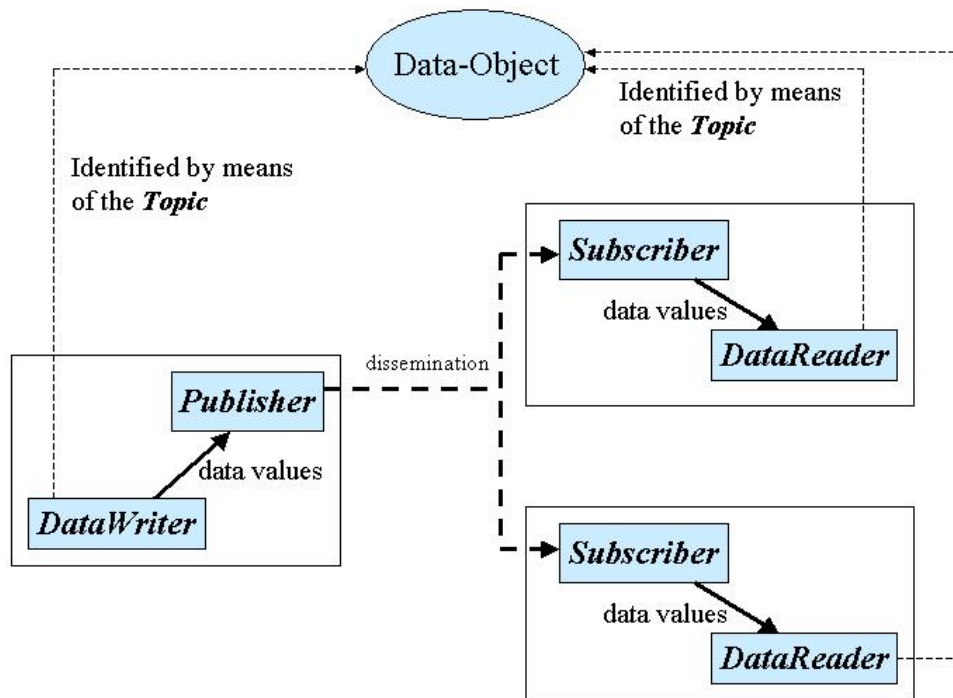 Data-Object
Identified by means
of the Topic
Identified by means
of the Topic
Subscriber
data values
DataReader
dissemination
Publisher
data values
DataWriter
Subscriber
data values
DataReader